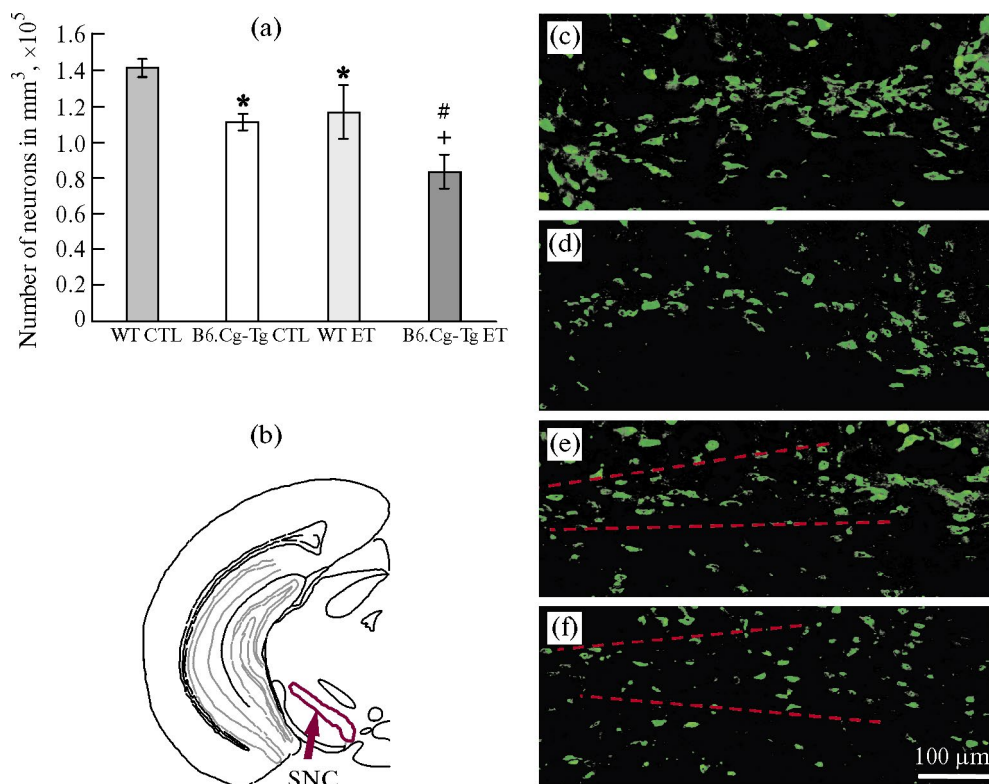 (a)
Number of neurons in mm³, ×10⁵
1.6
1.4
1.2
1.0
0.8
0.6
0.4
0.2
0
*
*
#
+
WT CTL
B6.Cg-Tg CTL
WT ET
B6.Cg-Tg ET
(b)
SNC
(c)
(d)
(e)
(f)
100 µm